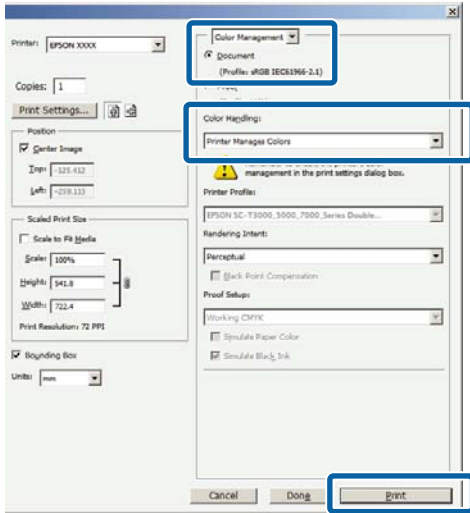 Printer: EPSON XXXX
Copies: 1
Print Settings...
Position
Center Image
Top: -125.412
Left: -259.115
Scaled Print Size
Scale to Fit Media
Scale: 100%
Height: 541.8
Width: 722.4
Print Resolution: 72 PPI
Bounding Box
Units: mm
Color Management
Document
(Profile: sRGB IEC61966-2.1)
Color Handling:
Printer Manages Colors
management in the print settings dialog box.
Printer Profile:
EPSON SC-T3000_5000_7000_Series Double...
Rendering Intent:
Perceptual
Black Point Compensation
Proof Setup:
Working CMYK
Simulate Paper Color
Simulate Black Ink
Cancel
Done
Print